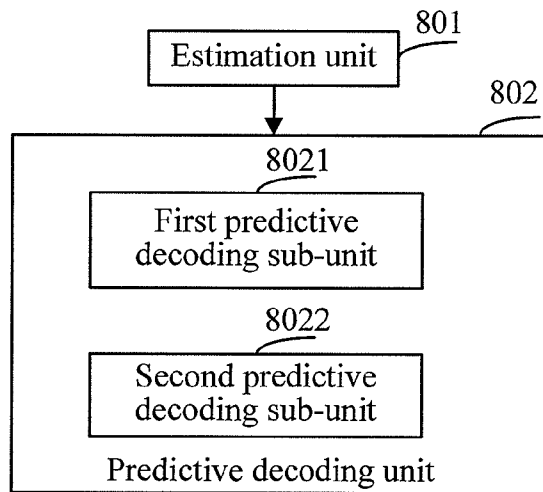 801
Estimation unit
802
8021
First predictive
decoding sub-unit
8022
Second predictive
decoding sub-unit
Predictive decoding unit